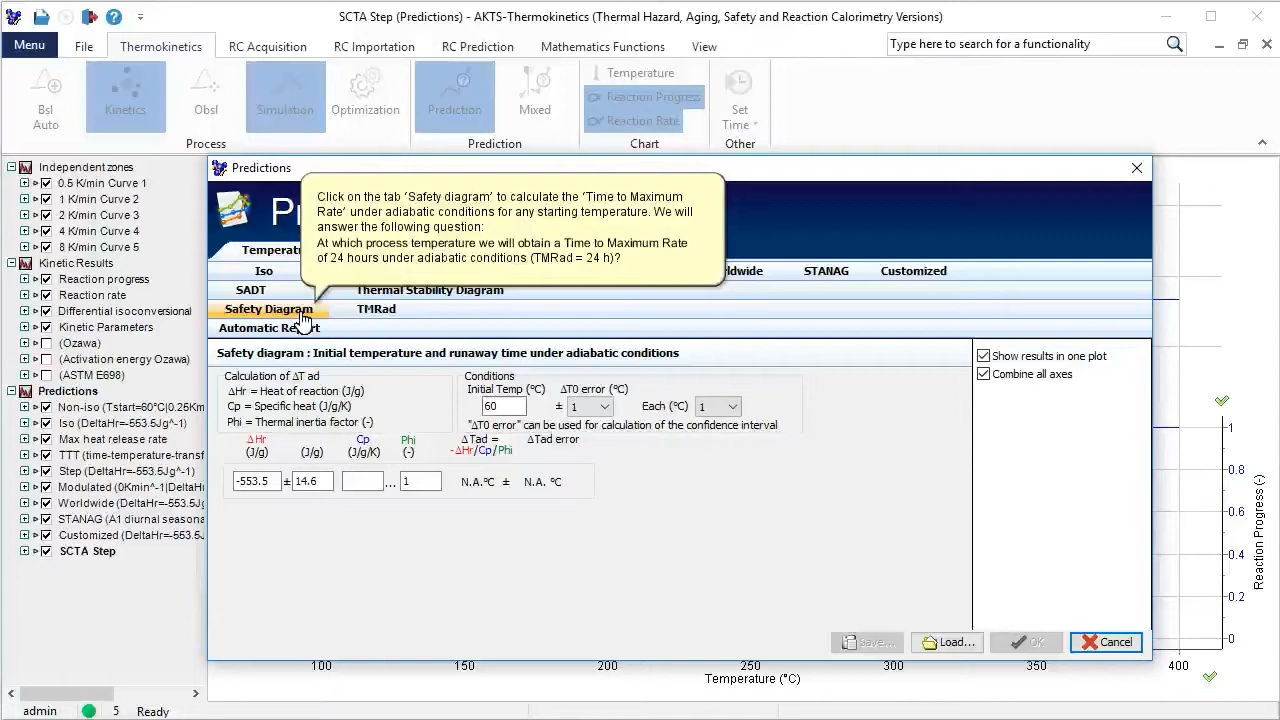 SCTA Step (Predictions) - AKTS-Thermokinetics (Thermal Hazard, Aging, Safety and Reaction Calorimetry Versions)
Menu File Thermokinetics RC Acquisition RC Importation RC Prediction Mathematics Functions View Type here to search for a functionality
Bsl Auto
Kinetics
Obsl
Simulation
Optimization
Process
Prediction
Mixed
Prediction
Temperature
Reaction Progress
Reaction Rate
Chart
Set Time
Other
Independent zones
0.5 K/min Curve 1
1 K/min Curve 2
2 K/min Curve 3
4 K/min Curve 4
8 K/min Curve 5
Kinetic Results
Reaction progress
Reaction rate
Differential isoconversional
Kinetic Parameters
(Ozawa)
(Activation energy Ozawa)
(ASTM E698)
Predictions
Non-iso (Tstart=60°C|0.25Km
Iso (DeltaHr=-553.5Jg^-1)
Max heat release rate
TTT (time-temperature-transf
Step (DeltaHr=-553.5Jg^-1)
Modulated (0Kmin^-1|DeltaH
Worldwide (DeltaHr=-553.5Jg
STANAG (A1 diurnal seasona
Customized (DeltaHr=-553.5J
SCTA Step
Predictions
Click on the tab 'Safety diagram' to calculate the 'Time to Maximum
Rate' under adiabatic conditions for any starting temperature. We will
answer the following question:
At which process temperature we will obtain a Time to Maximum Rate
of 24 hours under adiabatic conditions (TMRad = 24 h)?
Iso STANAG Customized
SADT Thermal Stability Diagram
Safety Diagram TMRad
Safety diagram : Initial temperature and runaway time under adiabatic conditions
Calculation of ΔT ad
ΔHr = Heat of reaction (J/g)
Cp = Specific heat (J/g/K)
Phi = Thermal inertia factor (-)
Conditions
Initial Temp (°C) ΔT0 error (°C)
60 ± 1 Each (°C) 1
"ΔT0 error" can be used for calculation of the confidence interval
ΔHr Cp Phi ΔTad = ΔTad error
(J/g) (J/g) (J/g/K) (-) -ΔHr/Cp/Phi
-553.5 ± 14.6 ... 1 N.A.°C ± N.A. °C
Show results in one plot
Combine all axes
Save... Load... OK Cancel
0.8
0.6
0.4
0.2
0
Reaction Progress (-)
100 150 200 250 300 350 400
Temperature (°C)
admin 5 Ready